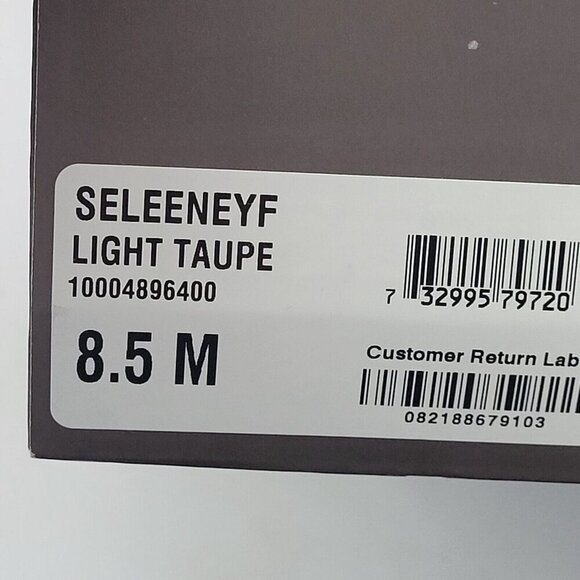 SELEENEYF
LIGHT TAUPE
10004896400
8.5 M
7 32995 79720
Customer Return Lab
082188679103